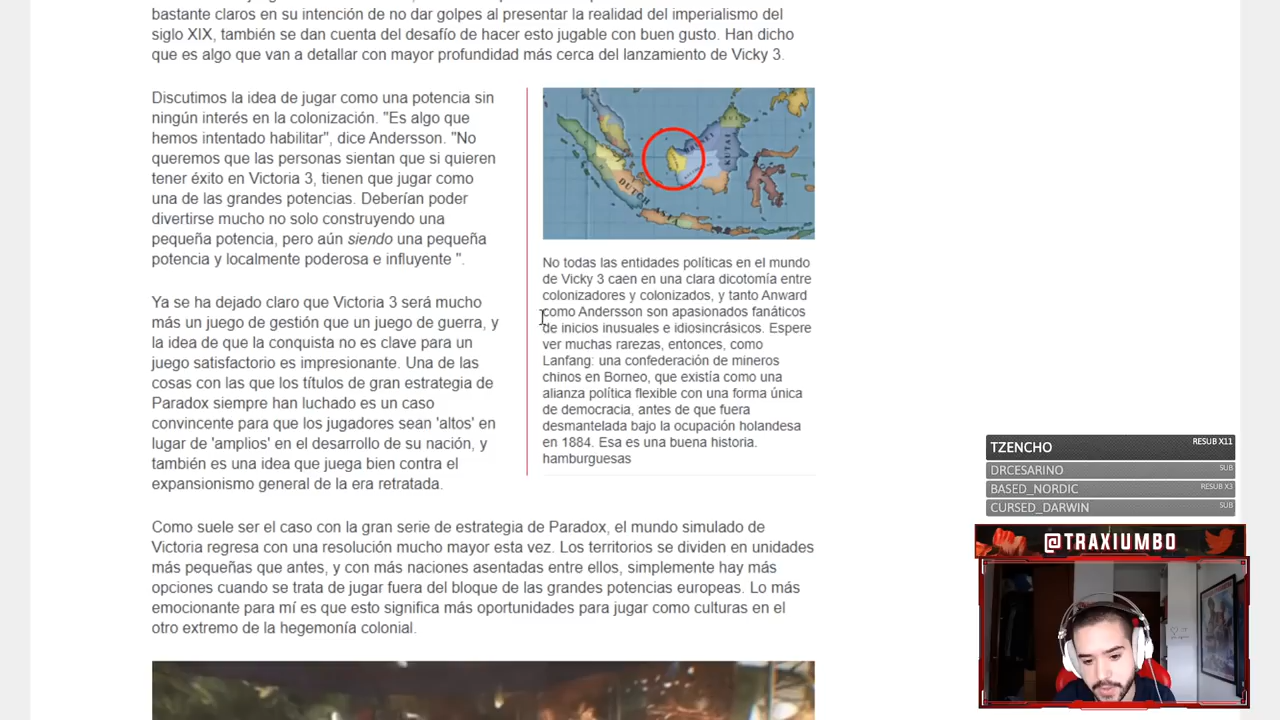 bastante claros en su intención de no dar golpes al presentar la realidad del imperialismo del
siglo XIX, también se dan cuenta del desafío de hacer esto jugable con buen gusto. Han dicho
que es algo que van a detallar con mayor profundidad más cerca del lanzamiento de Vicky 3.
Discutimos la idea de jugar como una potencia sin
ningún interés en la colonización. "Es algo que
hemos intentado habilitar", dice Andersson. "No
queremos que las personas sientan que si quieren
tener éxito en Victoria 3, tienen que jugar como
una de las grandes potencias. Deberían poder
divertirse mucho no solo construyendo una
pequeña potencia, pero aún siendo una pequeña
potencia y localmente poderosa e influyente ".
Ya se ha dejado claro que Victoria 3 será mucho
más un juego de gestión que un juego de guerra, y
la idea de que la conquista no es clave para un
juego satisfactorio es impresionante. Una de las
cosas con las que los títulos de gran estrategia de
Paradox siempre han luchado es un caso
convincente para que los jugadores sean 'altos' en
lugar de 'amplios' en el desarrollo de su nación, y
también es una idea que juega bien contra el
expansionismo general de la era retratada.
DUTCH
No todas las entidades políticas en el mundo
de Vicky 3 caen en una clara dicotomía entre
colonizadores y colonizados, y tanto Anward
como Andersson son apasionados fanáticos
de inicios inusuales e idiosincrásicos. Espere
ver muchas rarezas, entonces, como
Lanfang: una confederación de mineros
chinos en Borneo, que existía como una
alianza política flexible con una forma única
de democracia, antes de que fuera
desmantelada bajo la ocupación holandesa
en 1884. Esa es una buena historia.
hamburguesas
Como suele ser el caso con la gran serie de estrategia de Paradox, el mundo simulado de
Victoria regresa con una resolución mucho mayor esta vez. Los territorios se dividen en unidades
más pequeñas que antes, y con más naciones asentadas entre ellos, simplemente hay más
opciones cuando se trata de jugar fuera del bloque de las grandes potencias europeas. Lo más
emocionante para mí es que esto significa más oportunidades para jugar como culturas en el
otro extremo de la hegemonía colonial.
TZENCHO RESUB X11
DRCESARINO SUB
BASED_NORDIC RESUB X3
CURSED_DARWIN SUB
@TRAXIUMBO